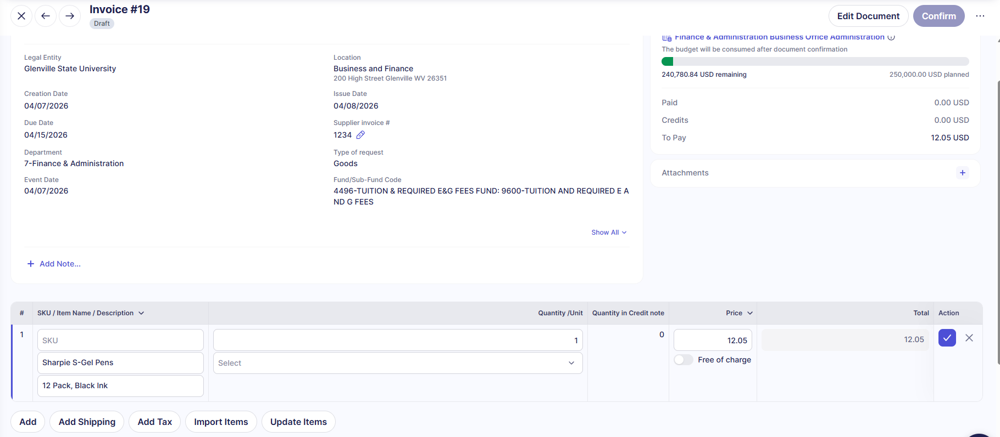 Invoice #19
Draft
Edit Document
Confirm
Finance & Administration Business Office Administration
The budget will be consumed after document confirmation
240,780.84 USD remaining
250,000.00 USD planned
Paid
0.00 USD
Credits
0.00 USD
To Pay
12.05 USD
Attachments
Legal Entity
Glenville State University
Location
Business and Finance
200 High Street Glenville WV 26351
Creation Date
04/07/2026
Issue Date
04/08/2026
Due Date
04/15/2026
Supplier invoice #
1234
Department
7-Finance & Administration
Type of request
Goods
Event Date
04/07/2026
Fund/Sub-Fund Code
4496-TUITION & REQUIRED E&G FEES FUND: 9600-TUITION AND REQUIRED E A
ND G FEES
Show All
Add Note...
# SKU / Item Name / Description Quantity /Unit Quantity in Credit note Price Total Action
1 SKU 1 0 12.05 12.05
Sharpie S-Gel Pens Select Free of charge
12 Pack, Black Ink
Add Add Shipping Add Tax Import Items Update Items